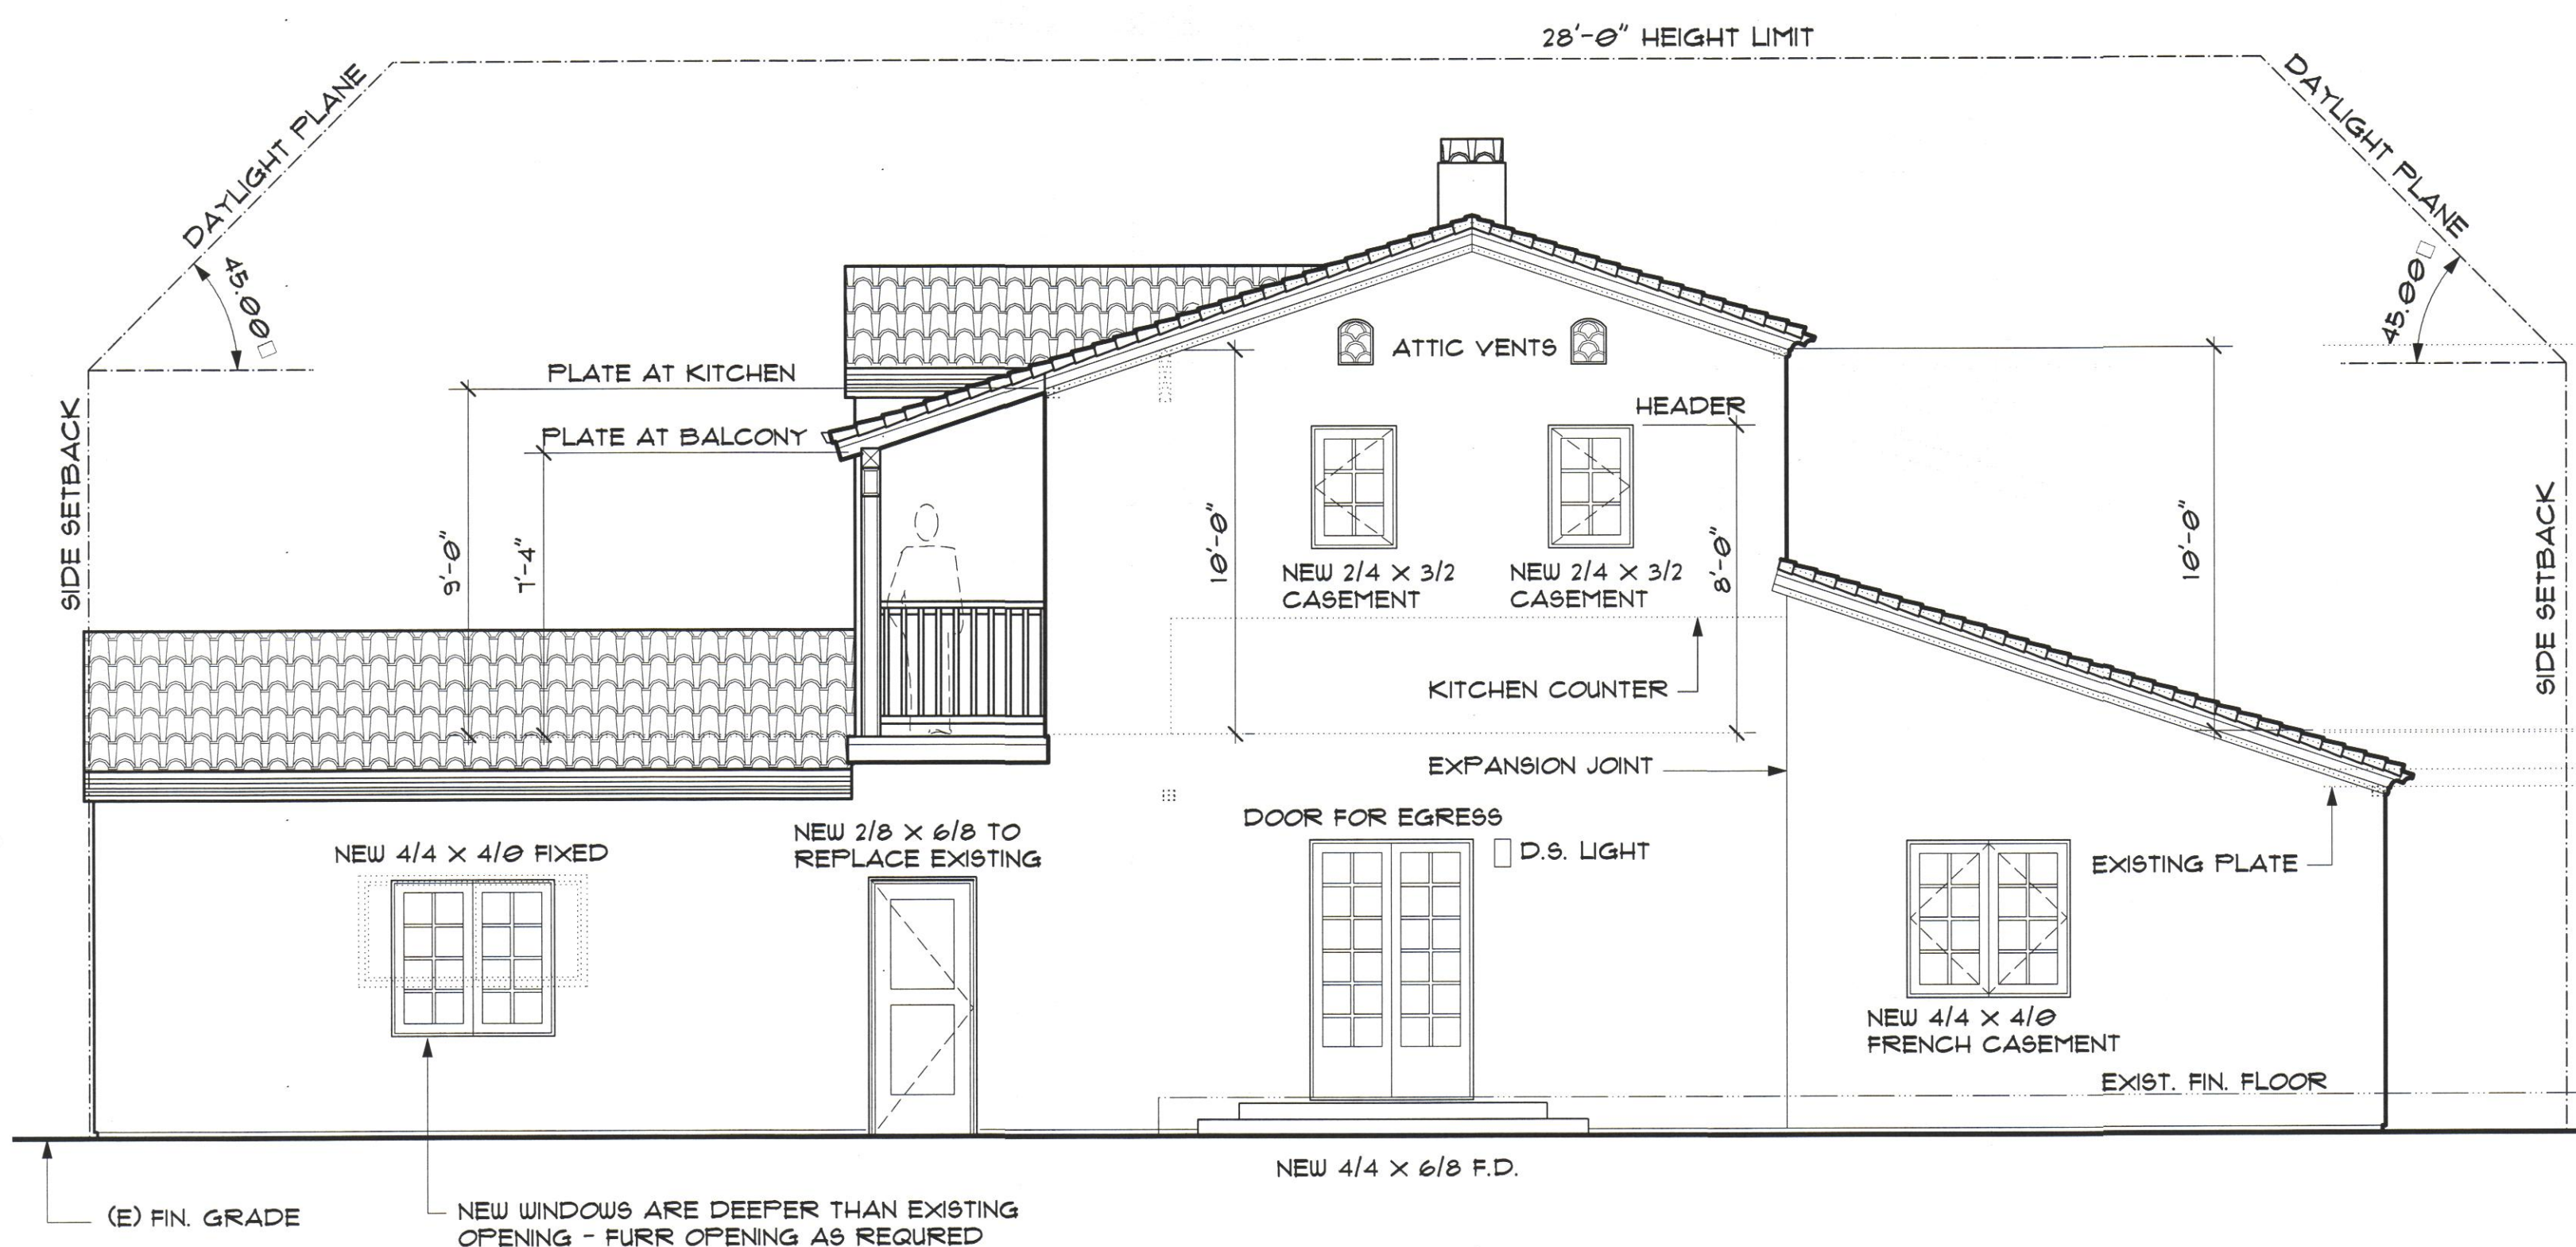 28'-0" HEIGHT LIMIT
DAYLIGHT PLANE
DAYLIGHT PLANE
45.00□
45.00□
ATTIC VENTS
PLATE AT KITCHEN
HEADER
PLATE AT BALCONY
SIDE SETBACK
SIDE SETBACK
9'-0"
7'-4"
10'-0"
8'-0"
10'-0"
NEW 2/4 X 3/2
CASEMENT
NEW 2/4 X 3/2
CASEMENT
KITCHEN COUNTER
EXPANSION JOINT
DOOR FOR EGRESS
D.S. LIGHT
NEW 4/4 X 4/0 FIXED
NEW 2/8 X 6/8 TO
REPLACE EXISTING
EXISTING PLATE
NEW 4/4 X 4/0
FRENCH CASEMENT
EXIST. FIN. FLOOR
NEW 4/4 X 6/8 F.D.
(E) FIN. GRADE
NEW WINDOWS ARE DEEPER THAN EXISTING
OPENING - FURR OPENING AS REQURED